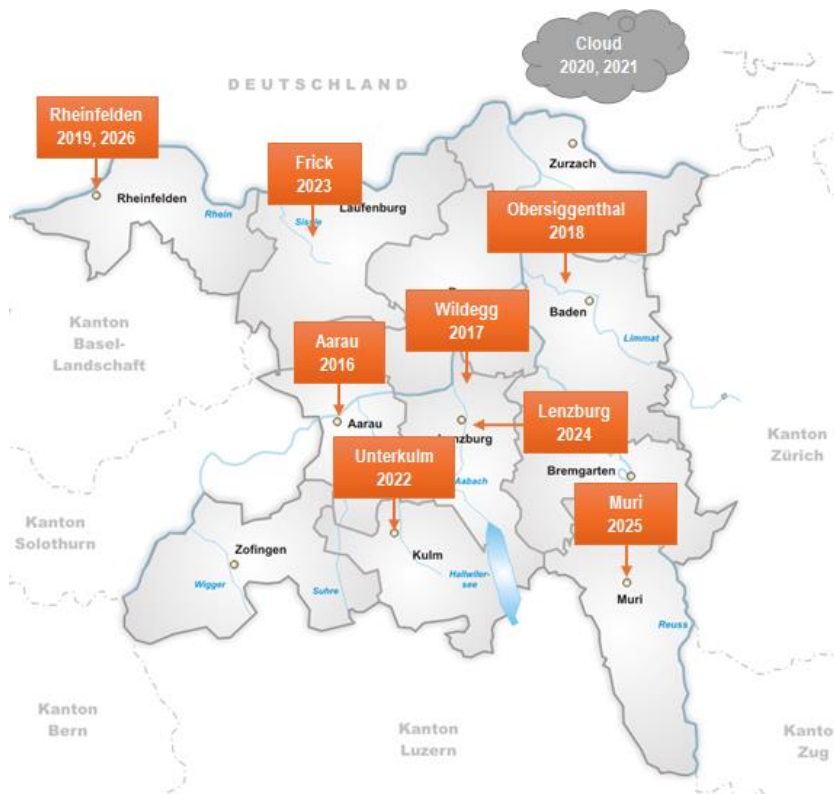 Cloud
2020, 2021
DEUTSCHLAND
Rheinfelden
2019, 2026
Zurzach
Frick
2023
Rheinfelden
Rhein
Laufenburg
Sissle
Obersiggenthal
2018
Wildegg
2017
Baden
Kanton
Basel-
Landschaft
Limmat
Aarau
2016
Lenzburg
2024
Aarau
Kanton
Zürich
Unterkulm
2022
Bremgarten
Aabach
Muri
2025
Kanton
Solothurn
Zofingen
Kulm
Hallwiler-
see
Wigger
Suhre
Muri
Reuss
Kanton
Bern
Kanton
Luzern
Kanto
Zug